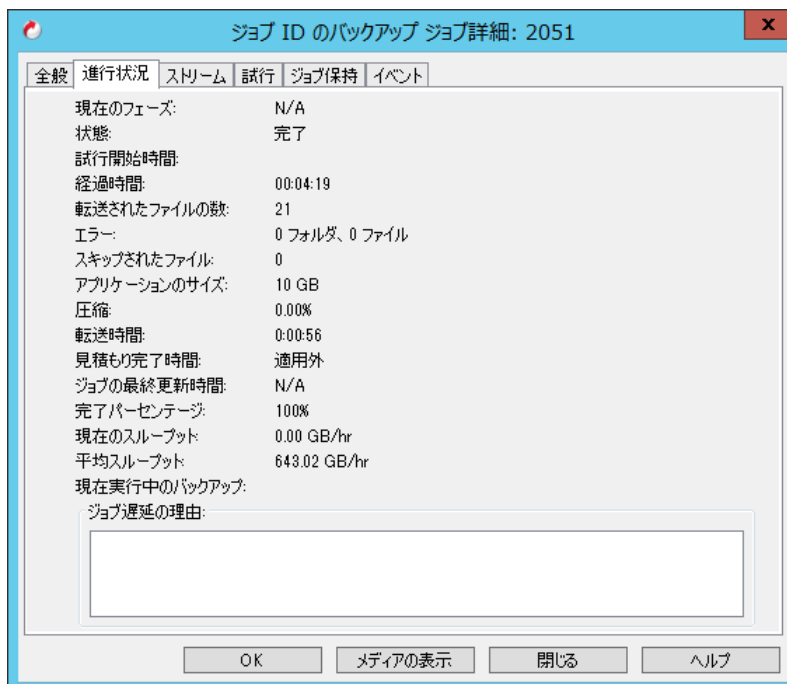 ジョブ ID のバックアップ ジョブ詳細: 2051
x
全般 進行状況 ストリーム 試行 ジョブ保持 イベント
現在のフェーズ: N/A
状態: 完了
試行開始時間:
経過時間: 00:04:19
転送されたファイルの数: 21
エラー: 0 フォルダ、0 ファイル
スキップされたファイル: 0
アプリケーションのサイズ: 10 GB
圧縮: 0.00%
転送時間: 0:00:56
見積もり完了時間: 適用外
ジョブの最終更新時間: N/A
完了パーセンテージ: 100%
現在のスループット: 0.00 GB/hr
平均スループット: 643.02 GB/hr
現在実行中のバックアップ:
ジョブ遅延の理由:
OK メディアの表示 閉じる ヘルプ